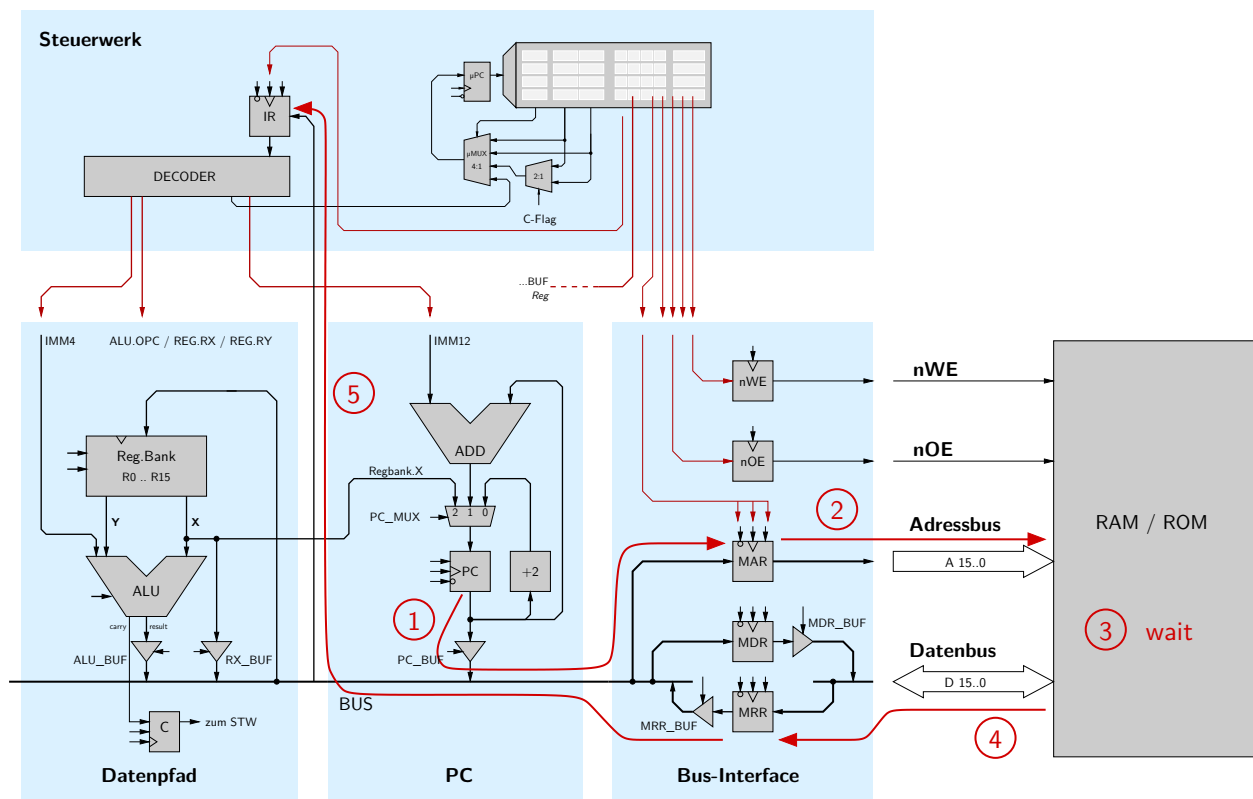 Steuerwerk
µPC
IR
µMUX
4:1
2:1
DECODER
C-Flag
...BUF
Reg
IMM4
ALU.OPC / REG.RX / REG.RY
IMM12
5
nWE
nWE
ADD
Reg.Bank
R0 .. R15
nOE
nOE
Regbank.X
Y
X
PC_MUX
2 1 0
2
Adressbus
RAM / ROM
PC
+2
MAR
A 15..0
ALU
carry
result
1
MDR_BUF
3 wait
ALU_BUF
RX_BUF
PC_BUF
MDR
Datenbus
D 15..0
BUS
MRR
MRR_BUF
C
zum STW
4
Datenpfad
PC
Bus-Interface